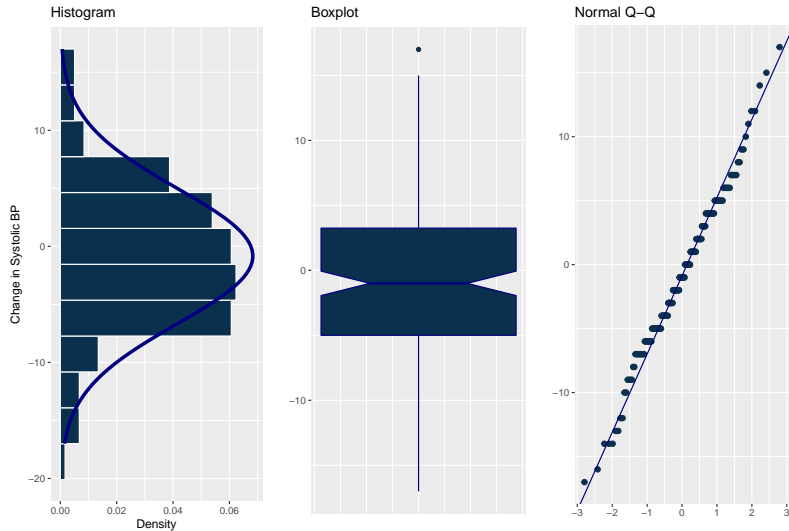 Histogram
Change in Systolic BP
10
0
−10
−20
0.00 0.02 0.04 0.06
Density
Boxplot
10
0
−10
Normal Q−Q
10
0
−10
−3 −2 −1 0 1 2 3